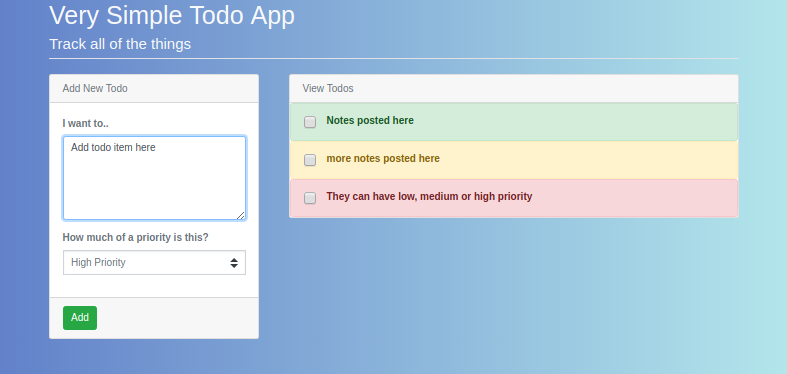 Very Simple Todo App
Track all of the things
Add New Todo
I want to..
Add todo item here
How much of a priority is this?
High Priority
Add
View Todos
Notes posted here
more notes posted here
They can have low, medium or high priority